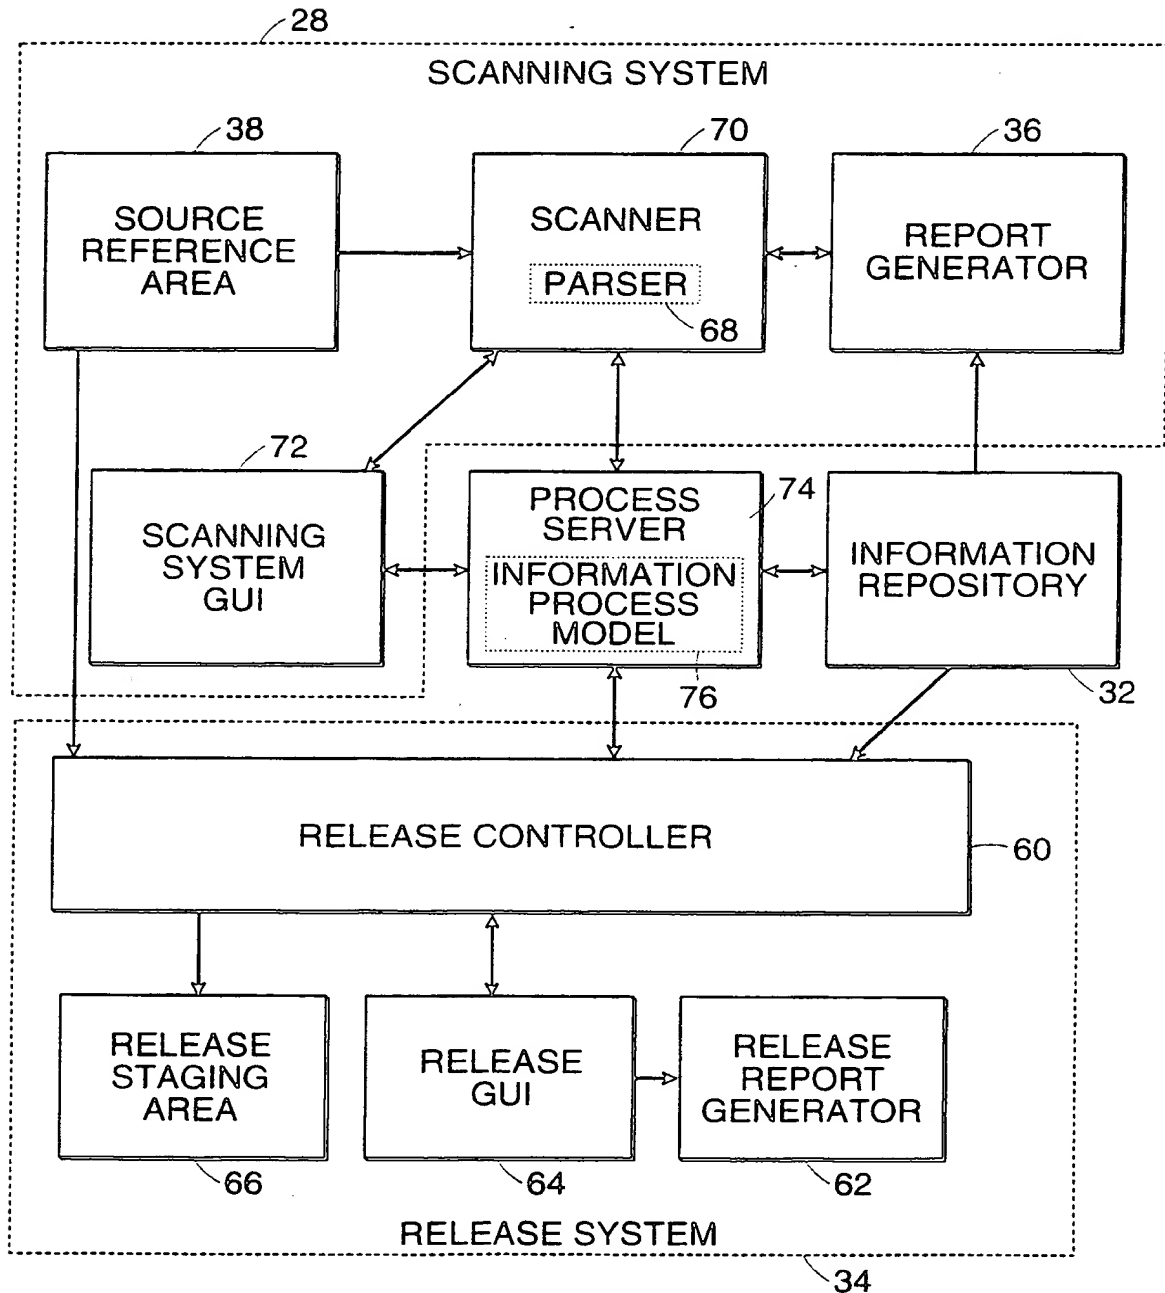 28
SCANNING SYSTEM
38
70
36
SOURCE
REFERENCE
AREA
SCANNER
PARSER
68
REPORT
GENERATOR
72
SCANNING
SYSTEM
GUI
PROCESS
SERVER
74
INFORMATION
PROCESS
MODEL
76
INFORMATION
REPOSITORY
32
RELEASE CONTROLLER
60
RELEASE
STAGING
AREA
66
RELEASE
GUI
64
RELEASE
REPORT
GENERATOR
62
RELEASE SYSTEM
34